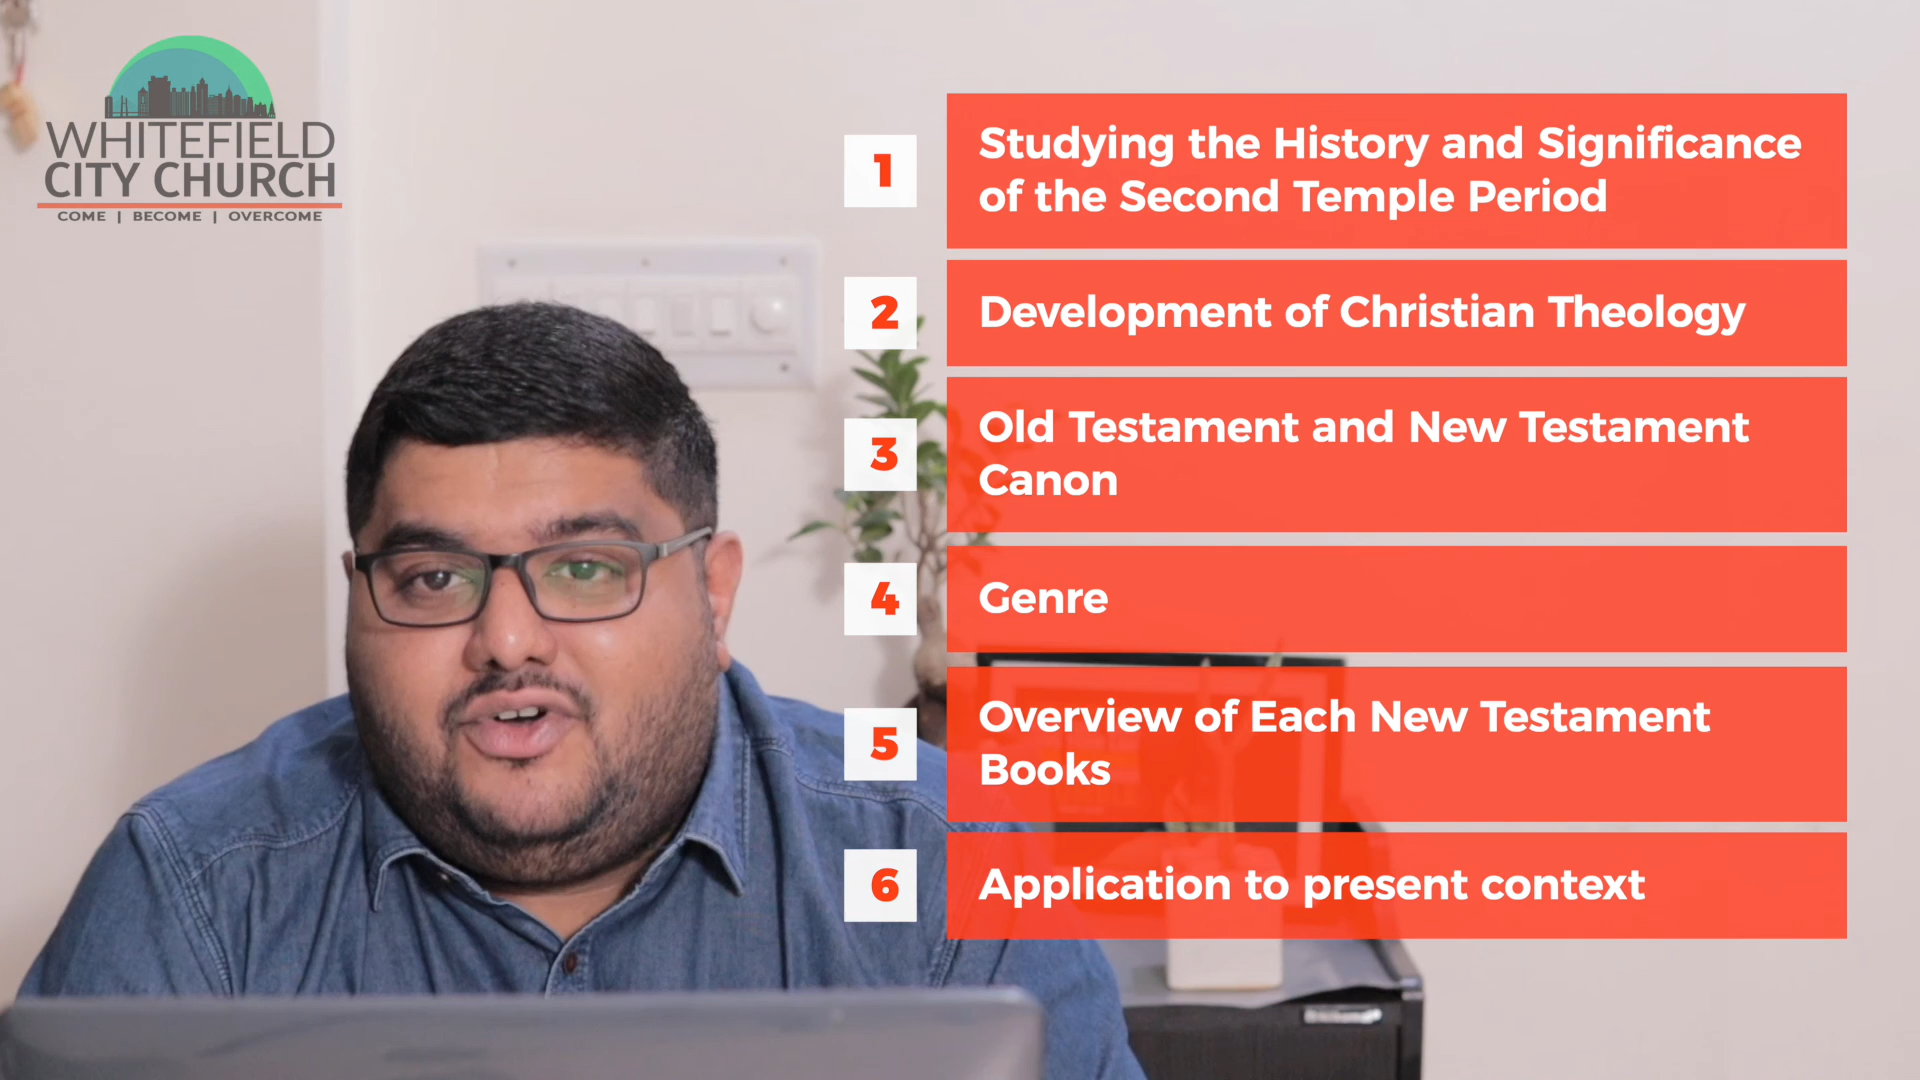 WHITEFIELD
CITY CHURCH
COME | BECOME | OVERCOME
1
Studying the History and Significance
of the Second Temple Period
2
Development of Christian Theology
3
Old Testament and New Testament
Canon
4
Genre
5
Overview of Each New Testament
Books
6
Application to present context